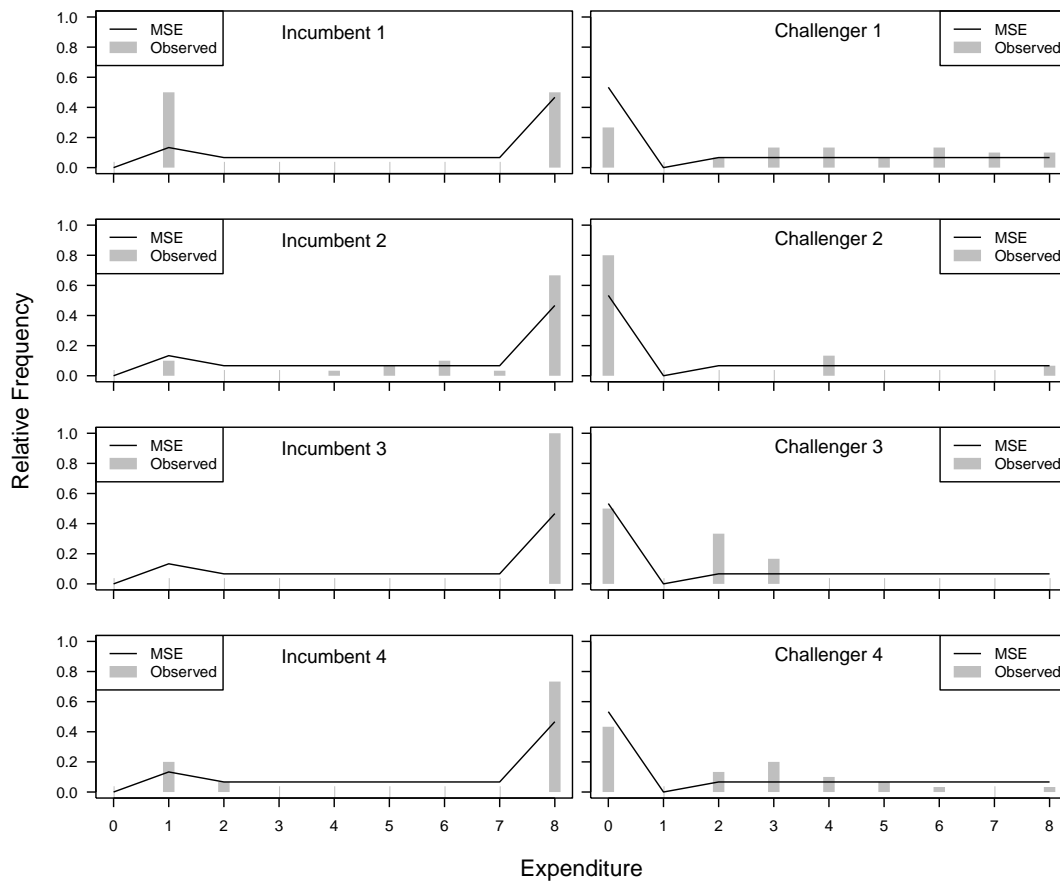 Relative Frequency
MSE
Observed
Incumbent 1
1.0
0.8
0.6
0.4
0.2
0.0
Challenger 1
MSE
Observed
MSE
Observed
Incumbent 2
1.0
0.8
0.6
0.4
0.2
0.0
Challenger 2
MSE
Observed
MSE
Observed
Incumbent 3
1.0
0.8
0.6
0.4
0.2
0.0
Challenger 3
MSE
Observed
MSE
Observed
Incumbent 4
1.0
0.8
0.6
0.4
0.2
0.0
0 1 2 3 4 5 6 7 8
Challenger 4
MSE
Observed
0 1 2 3 4 5 6 7 8
Expenditure